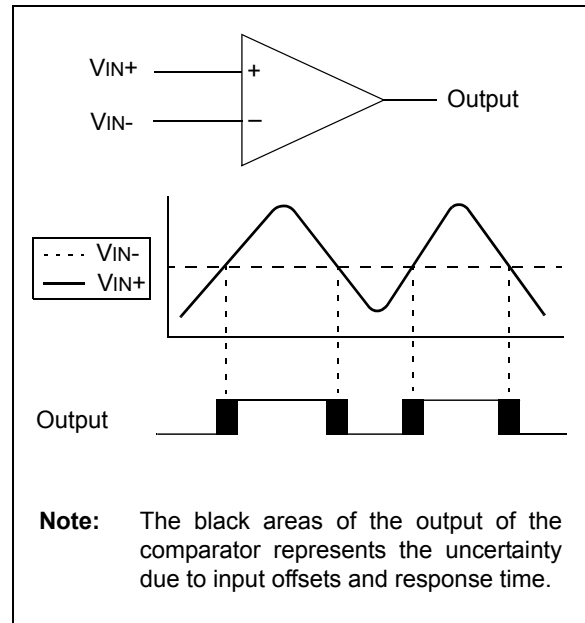 VIN+
+
Output
VIN-
–
VIN-
VIN+
Output
Note: The black areas of the output of the
comparator represents the uncertainty
due to input offsets and response time.